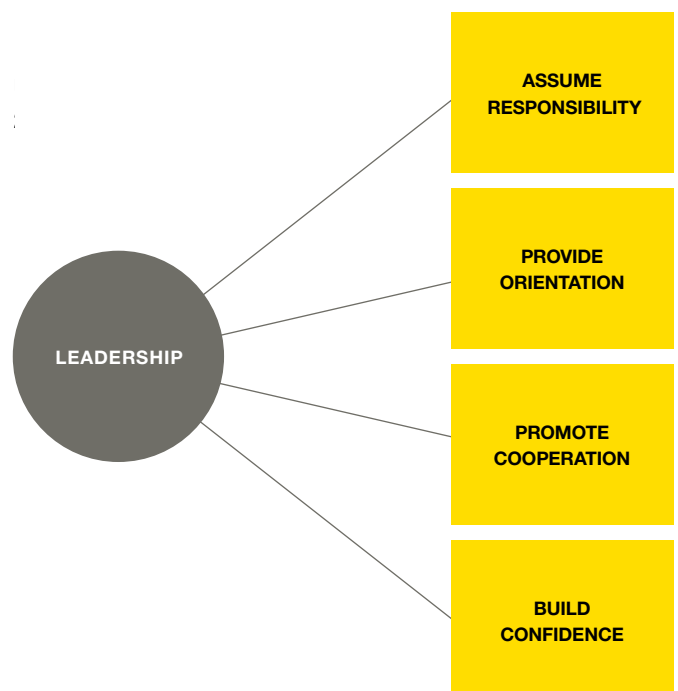 ASSUME
RESPONSIBILITY
PROVIDE
ORIENTATION
LEADERSHIP
PROMOTE
COOPERATION
BUILD
CONFIDENCE